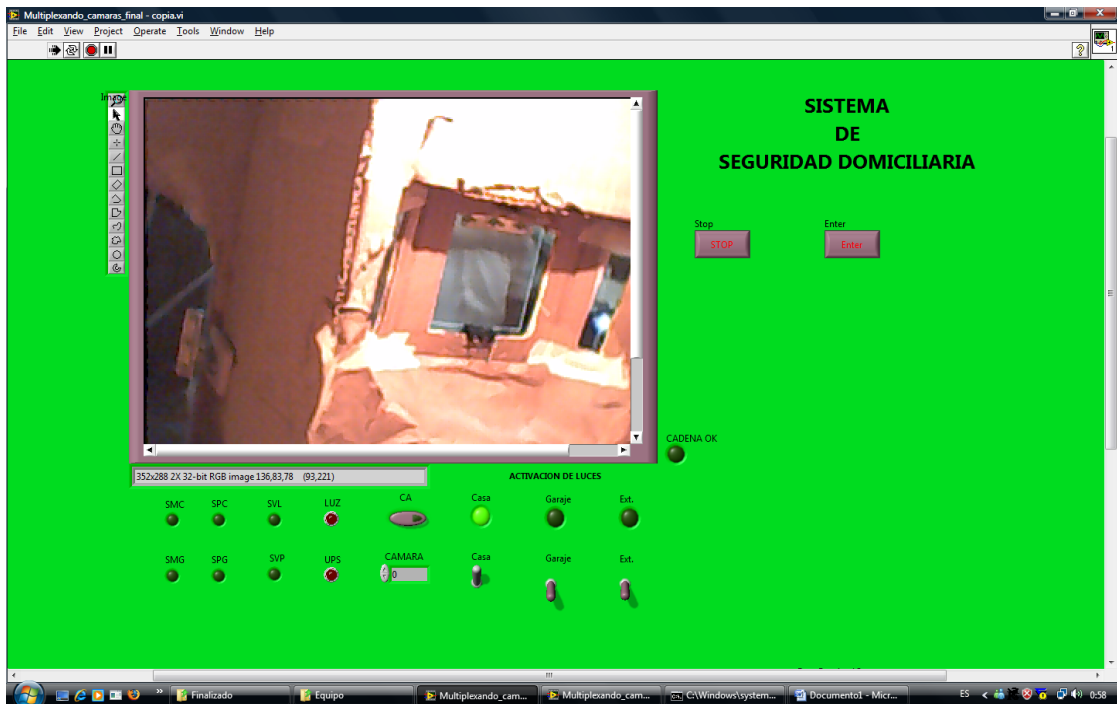 Multiplexando_camaras_final - copia.vi
File Edit View Project Operate Tools Window Help
Image
SISTEMA
DE
SEGURIDAD DOMICILIARIA
Stop
Enter
STOP
Enter
CADENA OK
352x288 2X 32-bit RGB image 136,83,78 (93,221)
ACTIVACION DE LUCES
SMC SPC SVL LUZ CA Casa Garaje Ext.
SMG SPG SVP UPS CAMARA Casa Garaje Ext.
0
Finalizado Equipo Multiplexando_cam... Multiplexando_cam... C:\Windows\system... Documento1 - Micr... ES 0:58